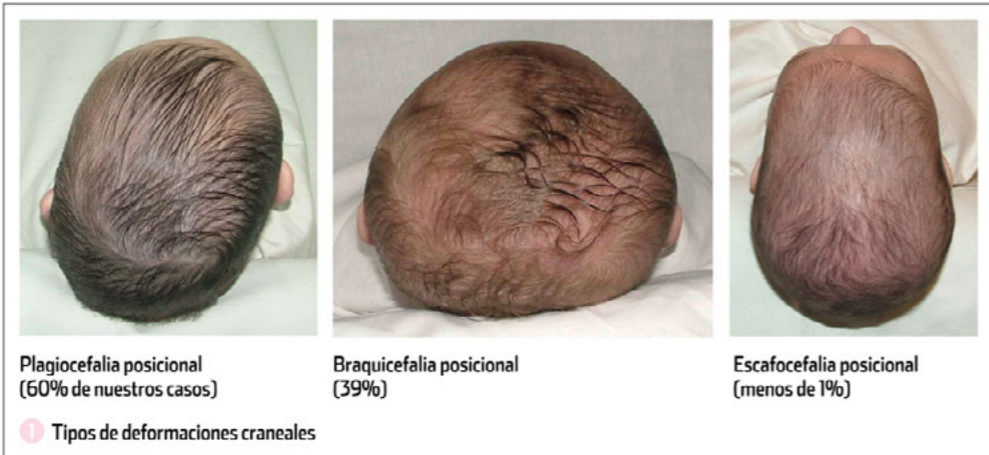 Plagiocefalia posicional
(60% de nuestros casos)
Braquicefalia posicional
(39%)
Escafocefalia posicional
(menos de 1%)
1 Tipos de deformaciones craneales